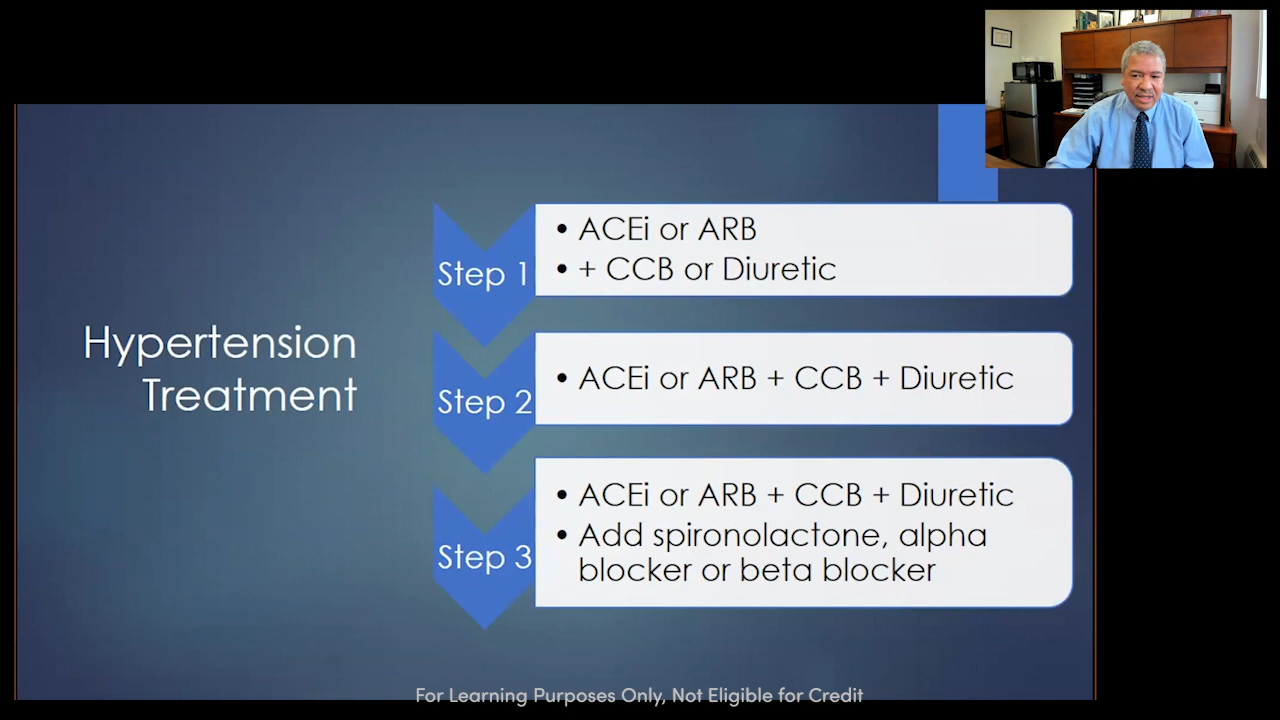 Hypertension
Treatment
Step 1
• ACEi or ARB
• + CCB or Diuretic
Step 2
• ACEi or ARB + CCB + Diuretic
Step 3
• ACEi or ARB + CCB + Diuretic
• Add spironolactone, alpha
blocker or beta blocker
For Learning Purposes Only, Not Eligible for Credit